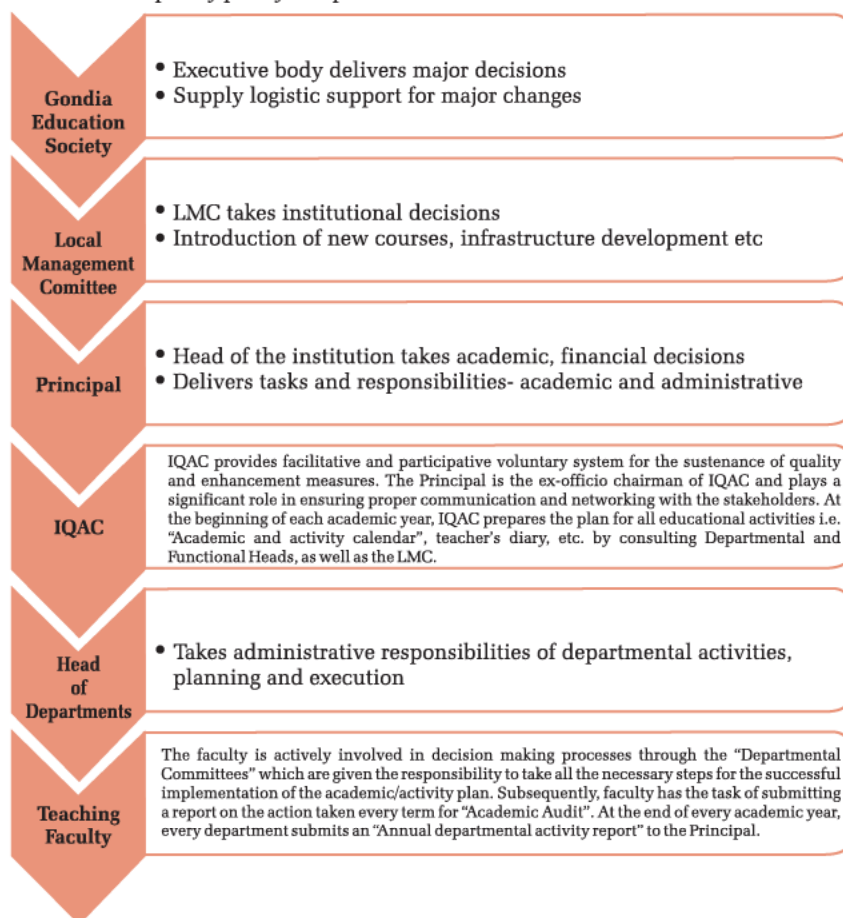 Gondia
Education
Society
• Executive body delivers major decisions
• Supply logistic support for major changes
Local
Management
Comittee
• LMC takes institutional decisions
• Introduction of new courses, infrastructure development etc
Principal
• Head of the institution takes academic, financial decisions
• Delivers tasks and responsibilities- academic and administrative
IQAC
IQAC provides facilitative and participative voluntary system for the sustenance of quality
and enhancement measures. The Principal is the ex-officio chairman of IQAC and plays a
significant role in ensuring proper communication and networking with the stakeholders. At
the beginning of each academic year, IQAC prepares the plan for all educational activities i.e.
“Academic and activity calendar”, teacher’s diary, etc. by consulting Departmental and
Functional Heads, as well as the LMC.
Head
of
Departments
• Takes administrative responsibilities of departmental activities,
planning and execution
Teaching
Faculty
The faculty is actively involved in decision making processes through the “Departmental
Committees” which are given the responsibility to take all the necessary steps for the successful
implementation of the academic/activity plan. Subsequently, faculty has the task of submitting
a report on the action taken every term for “Academic Audit”. At the end of every academic year,
every department submits an “Annual departmental activity report” to the Principal.